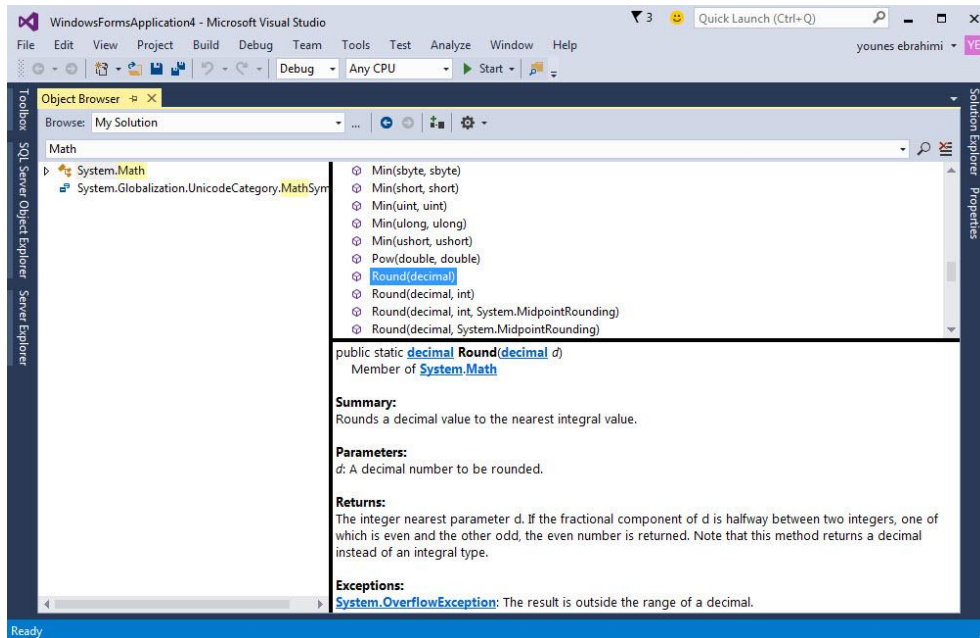 WindowsFormsApplication4 - Microsoft Visual Studio
3
Quick Launch (Ctrl+Q)
File Edit View Project Build Debug Team Tools Test Analyze Window Help
younes ebrahimi
YE
Debug Any CPU Start
Toolbox
SQL Server Object Explorer
Server Explorer
Object Browser
Browse: My Solution ...
Math
System.Math
System.Globalization.UnicodeCategory.MathSym
Min(sbyte, sbyte)
Min(short, short)
Min(uint, uint)
Min(ulong, ulong)
Min(ushort, ushort)
Pow(double, double)
Round(decimal)
Round(decimal, int)
Round(decimal, int, System.MidpointRounding)
Round(decimal, System.MidpointRounding)
public static decimal Round(decimal d)
Member of System.Math
Summary:
Rounds a decimal value to the nearest integral value.
Parameters:
d: A decimal number to be rounded.
Returns:
The integer nearest parameter d. If the fractional component of d is halfway between two integers, one of
which is even and the other odd, the even number is returned. Note that this method returns a decimal
instead of an integral type.
Exceptions:
System.OverflowException: The result is outside the range of a decimal.
Solution Explorer
Properties
Ready